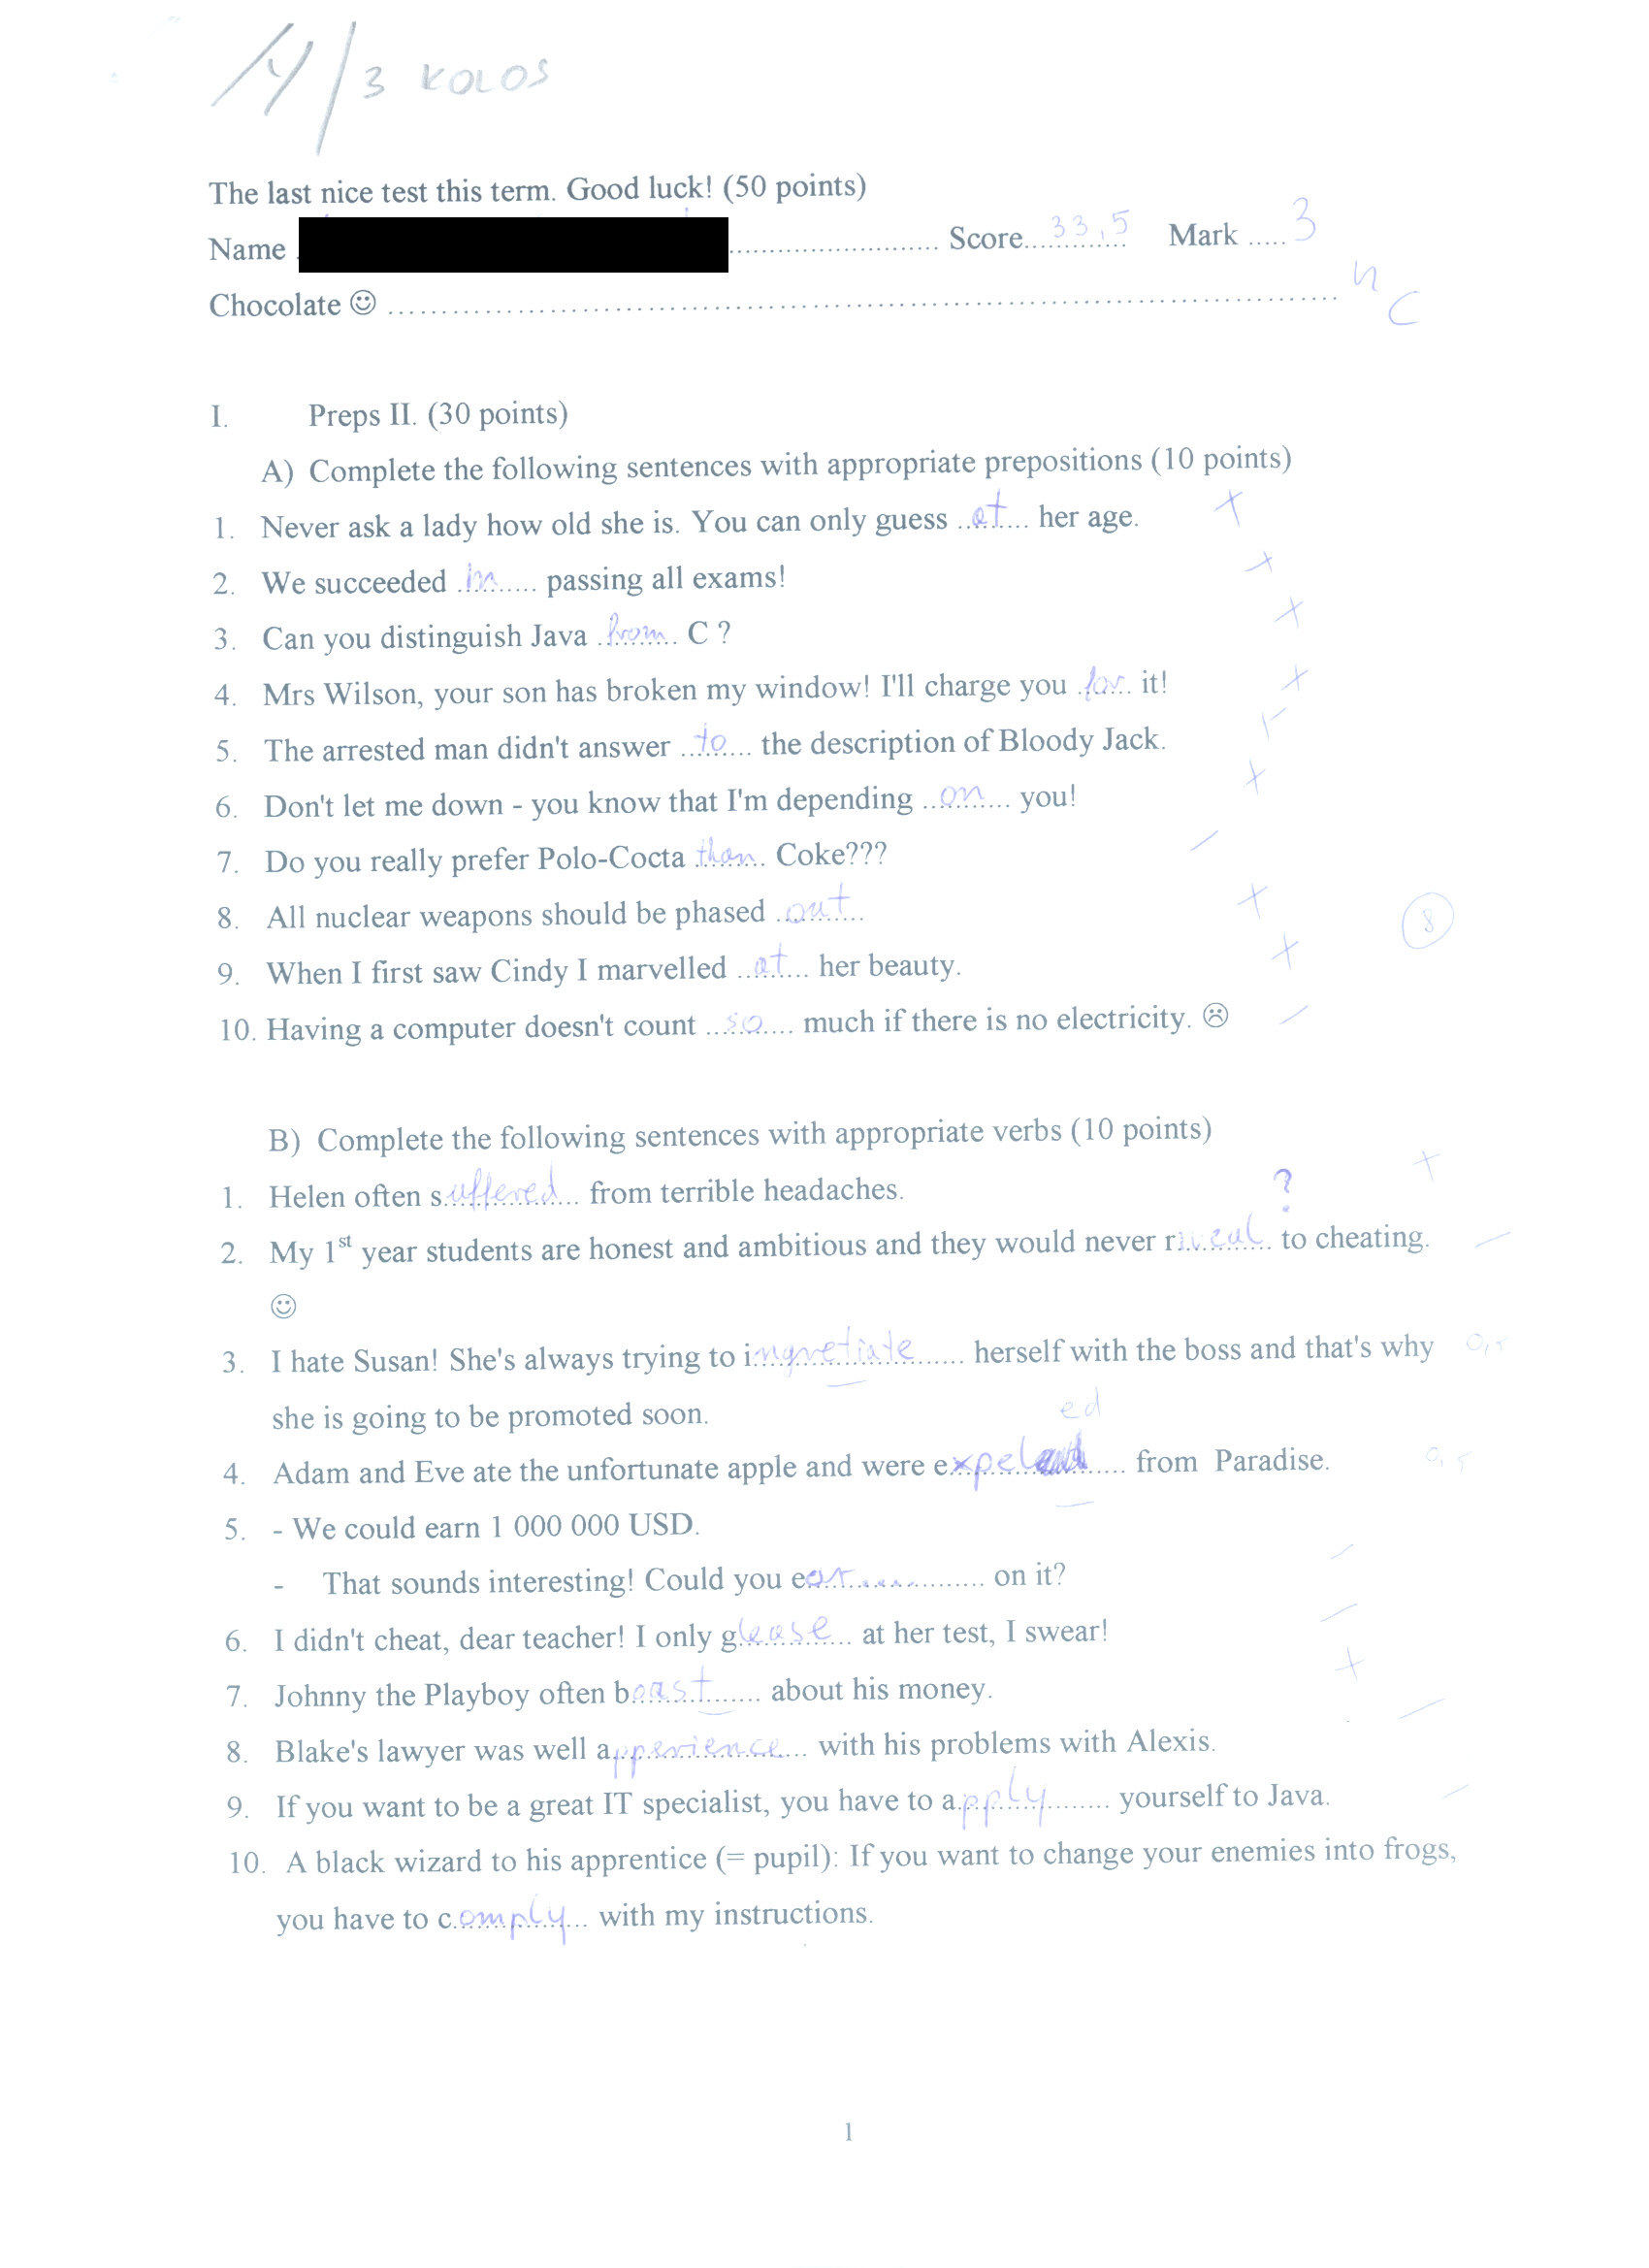 /4/3 KOLOS
The last nice test this term. Good luck! (50 points)
Name ........................ Score....33,5.... Mark .....3
Chocolate ☺ ........................................................................................
n
C
I. Preps II. (30 points)
A) Complete the following sentences with appropriate prepositions (10 points)
1. Never ask a lady how old she is. You can only guess ...at... her age. +
2. We succeeded ...in... passing all exams! +
3. Can you distinguish Java ...from... C ? +
4. Mrs Wilson, your son has broken my window! I'll charge you ...for... it! +
5. The arrested man didn't answer ...to... the description of Bloody Jack.
6. Don't let me down - you know that I'm depending ...on... you! +
7. Do you really prefer Polo-Cocta ...than... Coke??? -
8. All nuclear weapons should be phased ...out... + 8
9. When I first saw Cindy I marvelled ...at... her beauty. +
10. Having a computer doesn't count ...so... much if there is no electricity. ☹ -
B) Complete the following sentences with appropriate verbs (10 points)
1. Helen often suffered... from terrible headaches. +
?
2. My 1st year students are honest and ambitious and they would never r... to cheating. -
☺
3. I hate Susan! She's always trying to ingretiate... herself with the boss and that's why 0,5
she is going to be promoted soon.
ed
4. Adam and Eve ate the unfortunate apple and were expel... from Paradise. 0,5
5. - We could earn 1 000 000 USD.
- That sounds interesting! Could you ear... on it? -
6. I didn't cheat, dear teacher! I only glease... at her test, I swear! -
7. Johnny the Playboy often boast... about his money. +
8. Blake's lawyer was well apperience... with his problems with Alexis. -
9. If you want to be a great IT specialist, you have to apply... yourself to Java. -
10. A black wizard to his apprentice (= pupil): If you want to change your enemies into frogs,
you have to comply... with my instructions.
1